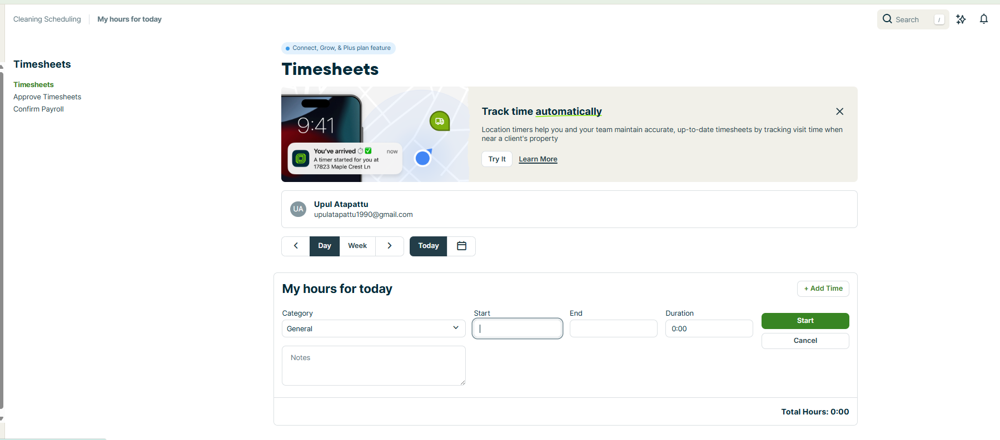 Cleaning Scheduling
My hours for today
Search
/
Timesheets
Timesheets
Approve Timesheets
Confirm Payroll
Connect, Grow, & Plus plan feature
Timesheets
9:41
You've arrived ⏱✅ now
A timer started for you at
17823 Maple Crest Ln
Track time automatically
Location timers help you and your team maintain accurate, up-to-date timesheets by tracking visit time when
near a client's property
Try It
Learn More
UA
Upul Atapattu
upulatapattu1990@gmail.com
Day
Week
Today
My hours for today
+ Add Time
Category
Start
End
Duration
General
0:00
Start
Cancel
Notes
Total Hours: 0:00